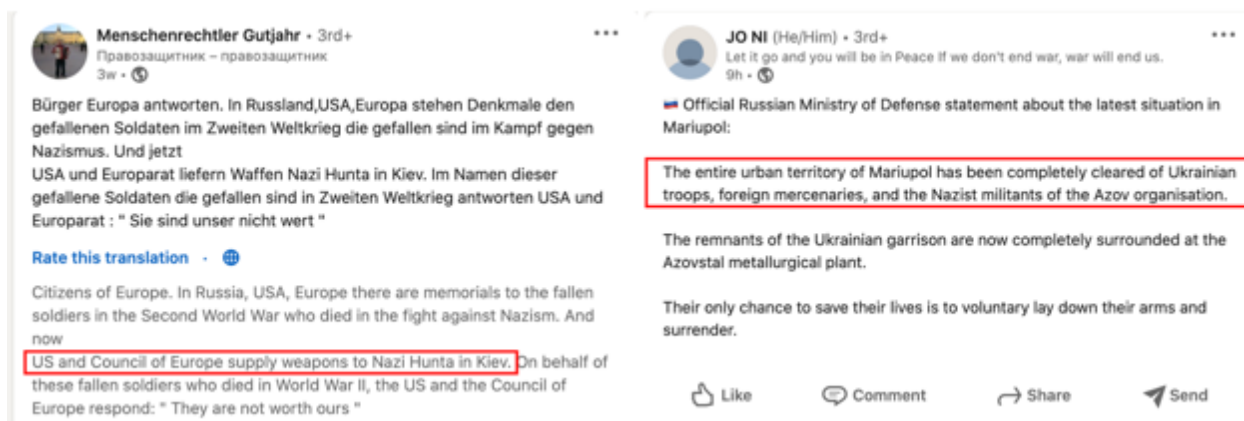 Menschenrechtler Gutjahr • 3rd+
Правозащитник – правозащитник
3w •
Bürger Europa antworten. In Russland,USA,Europa stehen Denkmale den
gefallenen Soldaten im Zweiten Weltkrieg die gefallen sind im Kampf gegen
Nazismus. Und jetzt
USA und Europarat liefern Waffen Nazi Hunta in Kiev. Im Namen dieser
gefallene Soldaten die gefallen sind in Zweiten Weltkrieg antworten USA und
Europarat : " Sie sind unser nicht wert "
Rate this translation ·
Citizens of Europe. In Russia, USA, Europe there are memorials to the fallen
soldiers in the Second World War who died in the fight against Nazism. And
now
US and Council of Europe supply weapons to Nazi Hunta in Kiev. On behalf of
these fallen soldiers who died in World War II, the US and the Council of
Europe respond: " They are not worth ours "
JO NI (He/Him) • 3rd+
Let it go and you will be in Peace If we don't end war, war will end us.
9h •
Official Russian Ministry of Defense statement about the latest situation in
Mariupol:
The entire urban territory of Mariupol has been completely cleared of Ukrainian
troops, foreign mercenaries, and the Nazist militants of the Azov organisation.
The remnants of the Ukrainian garrison are now completely surrounded at the
Azovstal metallurgical plant.
Their only chance to save their lives is to voluntary lay down their arms and
surrender.
Like Comment Share Send